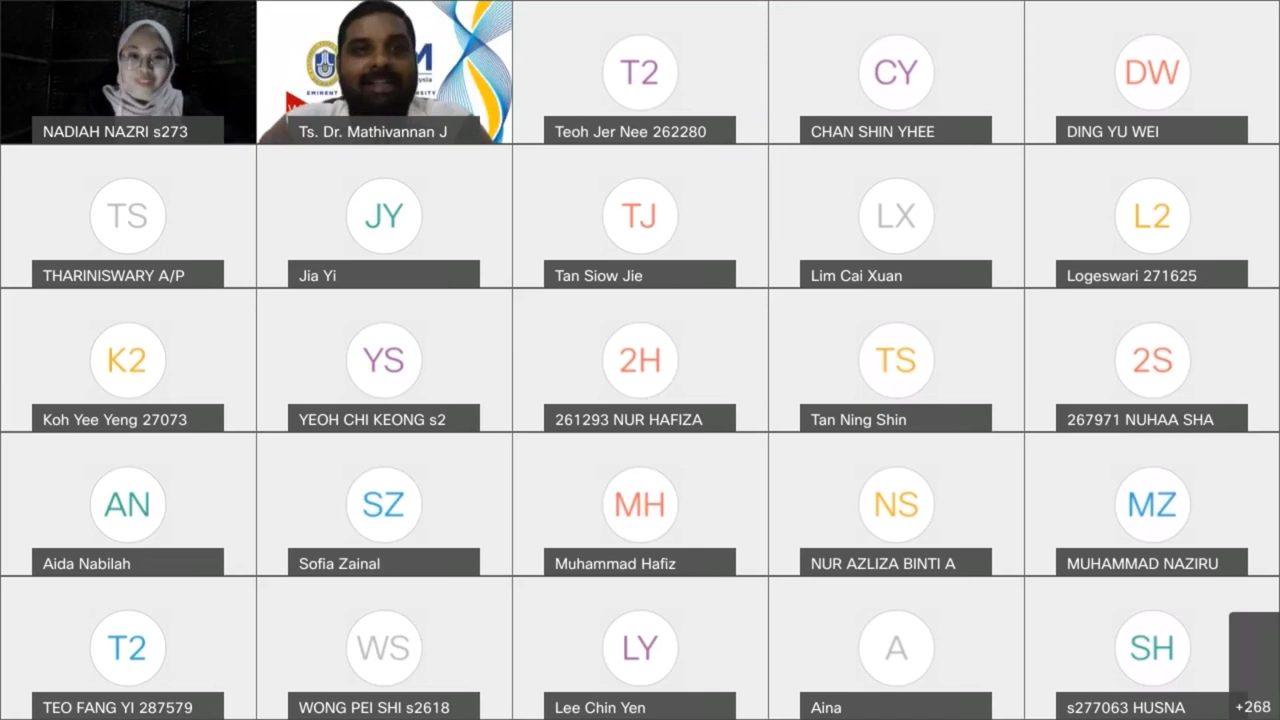 NADIAH NAZRI s273
M
ysia
EMINENT
Ts. Dr. Mathivannan J
T2
Teoh Jer Nee 262280
CY
CHAN SHIN YHEE
DW
DING YU WEI
TS
THARINISWARY A/P
JY
Jia Yi
TJ
Tan Siow Jie
LX
Lim Cai Xuan
L2
Logeswari 271625
K2
Koh Yee Yeng 27073
YS
YEOH CHI KEONG s2
2H
261293 NUR HAFIZA
TS
Tan Ning Shin
2S
267971 NUHAA SHA
AN
Aida Nabilah
SZ
Sofia Zainal
MH
Muhammad Hafiz
NS
NUR AZLIZA BINTI A
MZ
MUHAMMAD NAZIRU
T2
TEO FANG YI 287579
WS
WONG PEI SHI s2618
LY
Lee Chin Yen
A
Aina
SH
s277063 HUSNA
+268